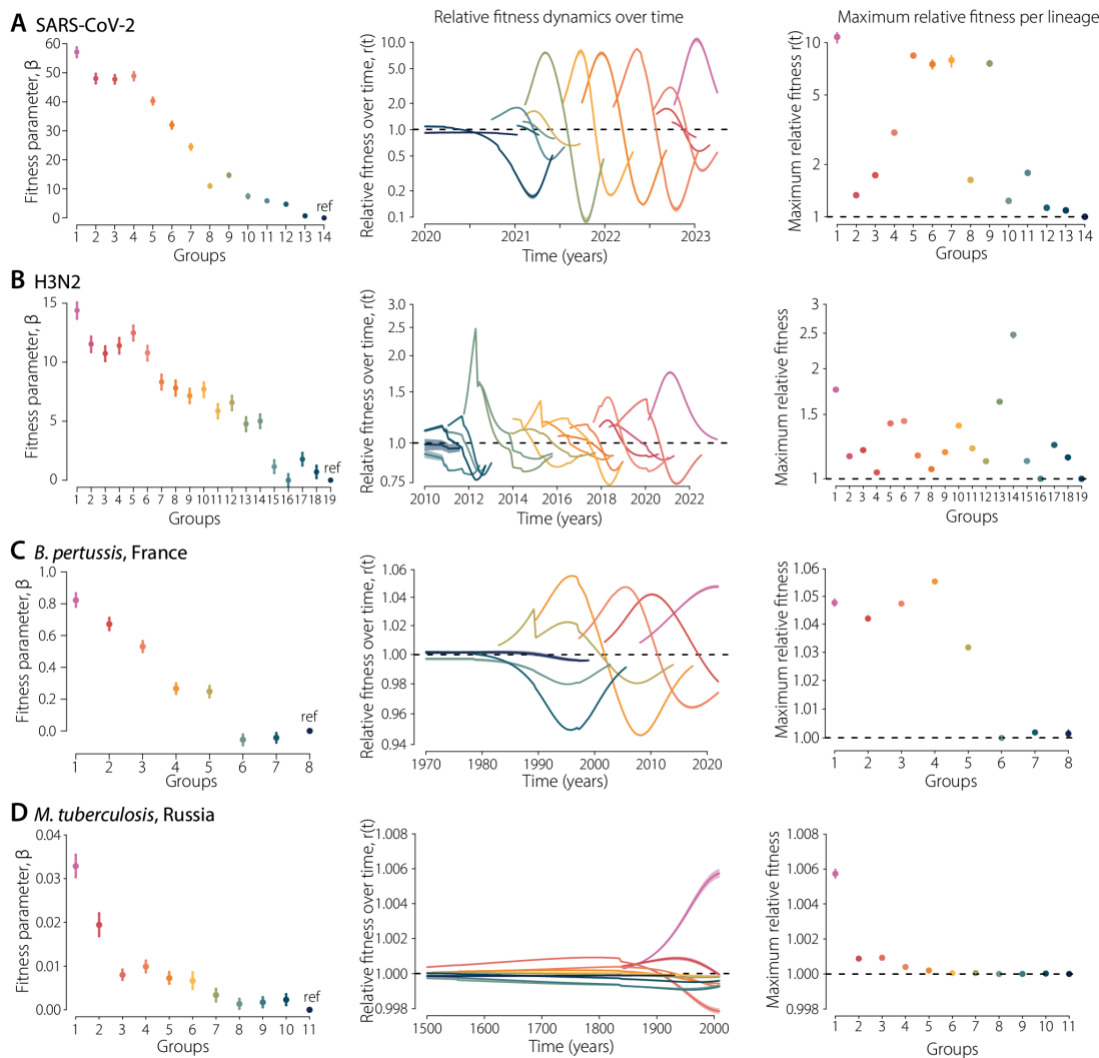 A SARS-CoV-2
Relative fitness dynamics over time
Maximum relative fitness per lineage
Fitness parameter, β
60
50
40
30
20
10
0
ref
1 2 3 4 5 6 7 8 9 10 11 12 13 14
Groups
Relative fitness over time, r(t)
10.0
5.0
2.0
1.0
0.5
0.2
0.1
2020 2021 2022 2023
Time (years)
Maximum relative fitness r(t)
10
5
2
1
1 2 3 4 5 6 7 8 9 10 11 12 13 14
Groups
B H3N2
Fitness parameter, β
15
10
5
0
ref
1 2 3 4 5 6 7 8 9 10 11 12 13 14 15 16 17 18 19
Groups
Relative fitness over time, r(t)
3.0
2.5
2.0
1.5
1.0
0.75
2010 2012 2014 2016 2018 2020 2022
Time (years)
Maximum relative fitness
3
2
1.5
1
1 2 3 4 5 6 7 8 9 10 11 12 13 14 15 16 17 18 19
Groups
C B. pertussis, France
Fitness parameter, β
1.0
0.8
0.6
0.4
0.2
0.0
ref
1 2 3 4 5 6 7 8
Groups
Relative fitness over time, r(t)
1.06
1.04
1.02
1.00
0.98
0.96
0.94
1970 1980 1990 2000 2010 2020
Time (years)
Maximum relative fitness
1.06
1.05
1.04
1.03
1.02
1.01
1.00
1 2 3 4 5 6 7 8
Groups
D M. tuberculosis, Russia
Fitness parameter, β
0.04
0.03
0.02
0.01
0.00
ref
1 2 3 4 5 6 7 8 9 10 11
Groups
Relative fitness over time, r(t)
1.008
1.006
1.004
1.002
1.000
0.998
1500 1600 1700 1800 1900 2000
Time (years)
Maximum relative fitness
1.008
1.006
1.004
1.002
1.000
0.998
1 2 3 4 5 6 7 8 9 10 11
Groups